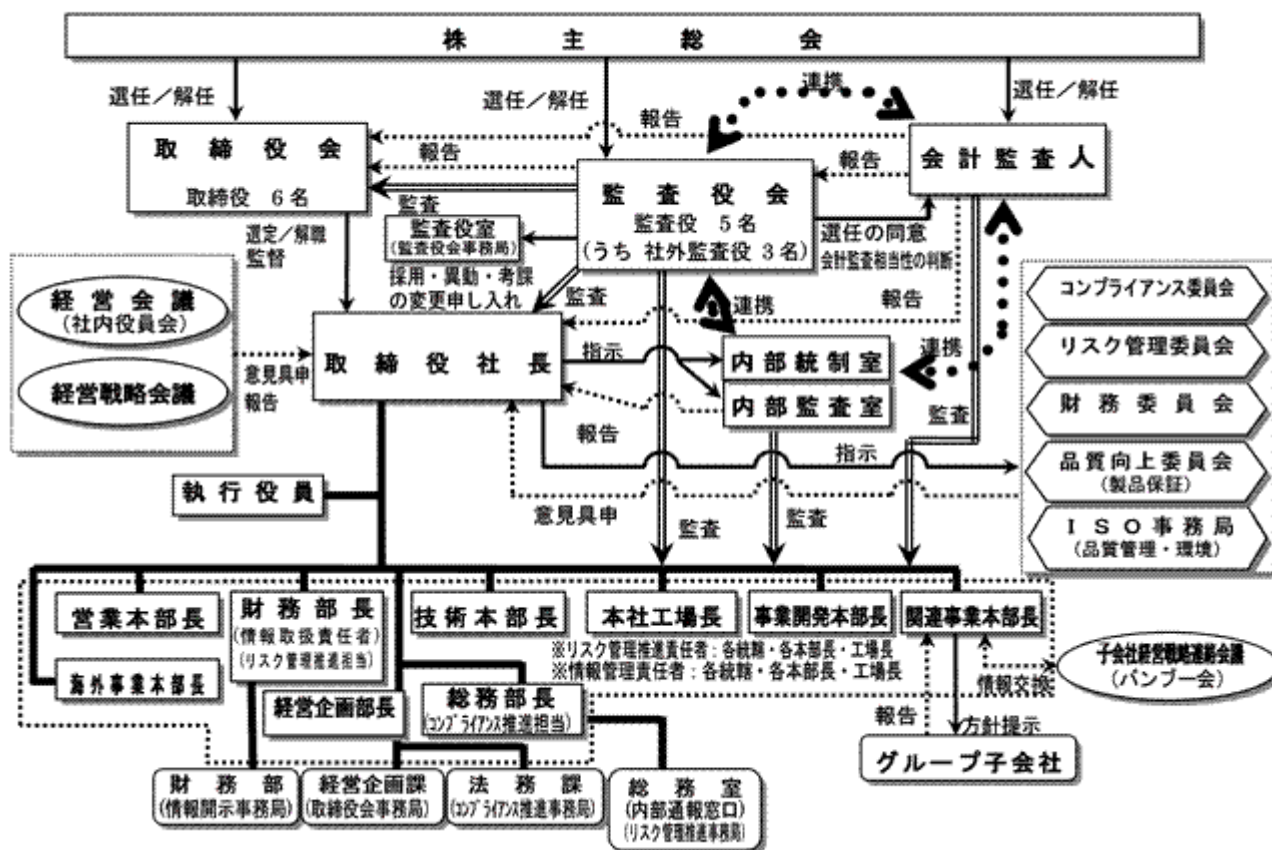 株主総会
選任／解任
選任／解任
連携
選任／解任
取締役会
取締役 6名
報告
報告
監査
監査役会
監査役 5名
(うち 社外監査役 3名)
会計監査人
報告
選任の同意
会計監査相当性の判断
監査役室
(監査役会事務局)
採用・異動・考課
の変更申し入れ
選定／解職
監督
監査
連携
報告
経営会議
(社内役員会)
経営戦略会議
意見具申
報告
取締役社長
指示
内部統制室
内部監査室
連携
報告
指示
監査
コンプライアンス委員会
リスク管理委員会
財務委員会
品質向上委員会
(製品保証)
ＩＳＯ事務局
(品質管理・環境)
執行役員
意見具申
監査
監査
営業本部長
財務部長
(情報取扱責任者)
(リスク管理推進担当)
技術本部長
本社工場長
事業開発本部長
関連事業本部長
※リスク管理推進責任者：各統轄・各本部長・工場長
※情報管理責任者：各統轄・各本部長・工場長
海外事業本部長
経営企画部長
総務部長
(コンプライアンス推進担当)
子会社経営戦略連絡会議
(バンブー会)
情報交換
報告
方針提示
グループ子会社
財務部
(情報開示事務局)
経営企画課
(取締役会事務局)
法務課
(コンプライアンス推進事務局)
総務室
(内部通報窓口)
(リスク管理推進事務局)